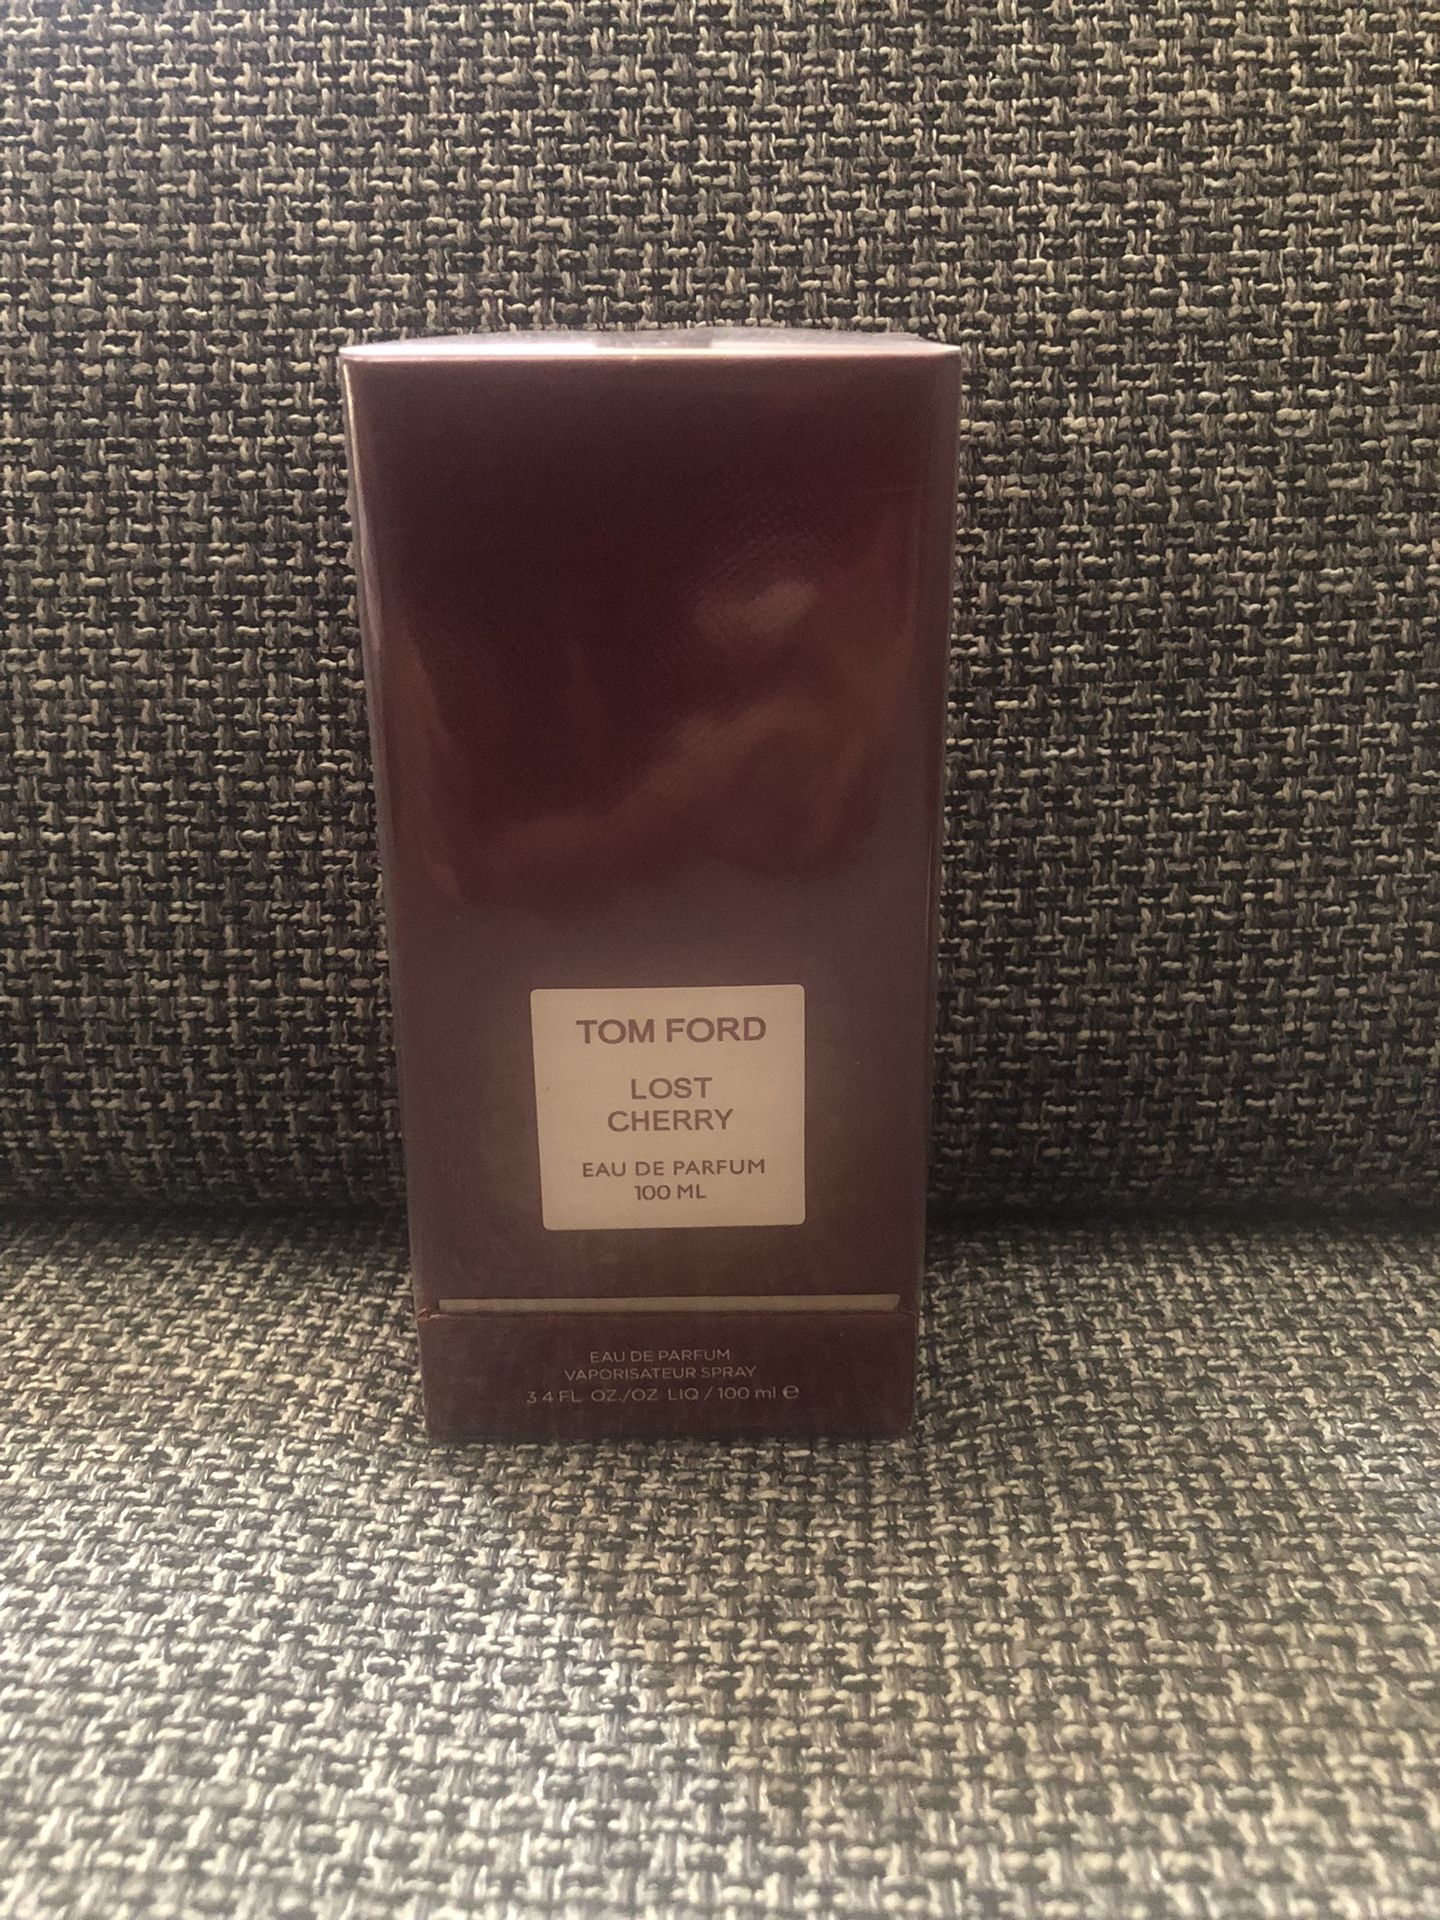 TOM FORD
LOST
CHERRY
EAU DE PARFUM
100 ML
EAU DE PARFUM
VAPORISATEUR SPRAY
3.4 FL. OZ./OZ LIQ / 100 ml ℮